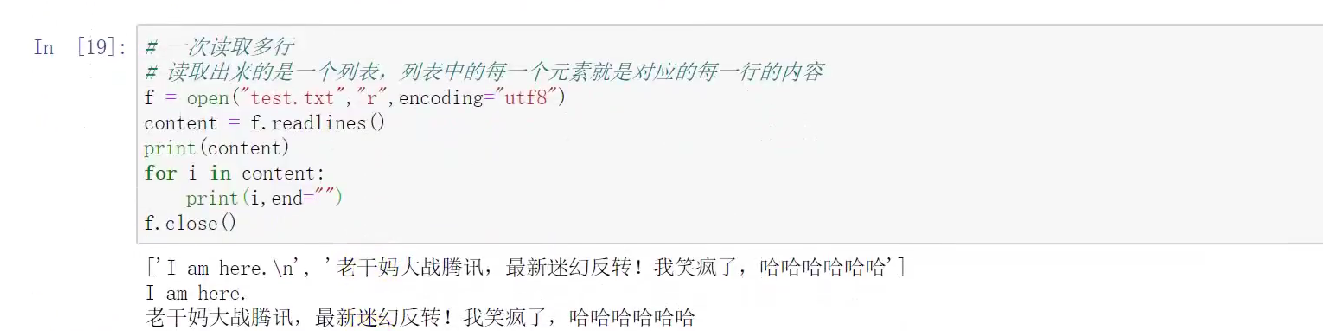 In [19]:
# 一次读取多行
# 读取出来的是一个列表，列表中的每一个元素就是对应的每一行的内容
f = open("test.txt","r",encoding="utf8")
content = f.readlines()
print(content)
for i in content:
    print(i,end="")
f.close()
['I am here.\n', '老干妈大战腾讯，最新迷幻反转！我笑疯了，哈哈哈哈哈哈']
I am here.
老干妈大战腾讯，最新迷幻反转！我笑疯了，哈哈哈哈哈哈